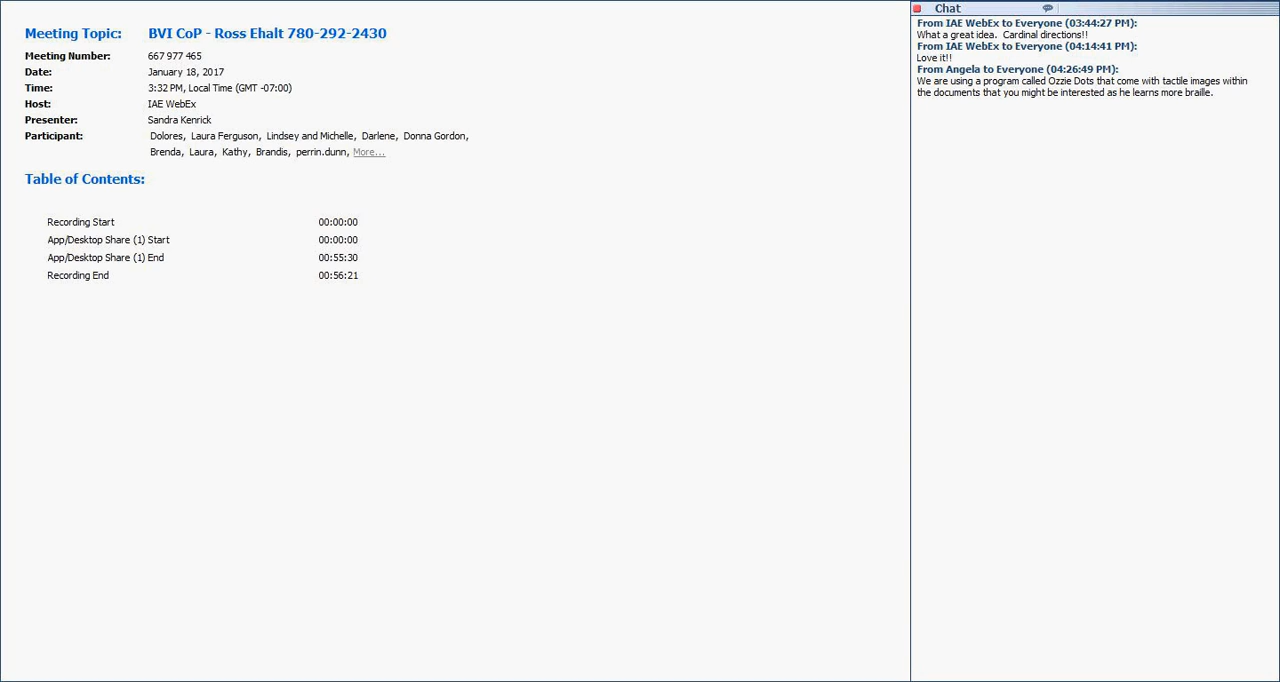 Meeting Topic: BVI CoP - Ross Ehalt 780-292-2430
Meeting Number: 667 977 465
Date: January 18, 2017
Time: 3:32 PM, Local Time (GMT -07:00)
Host: IAE WebEx
Presenter: Sandra Kenrick
Participant: Dolores, Laura Ferguson, Lindsey and Michelle, Darlene, Donna Gordon,
Brenda, Laura, Kathy, Brandis, perrin.dunn, More...
Table of Contents:
Recording Start 00:00:00
App/Desktop Share (1) Start 00:00:00
App/Desktop Share (1) End 00:55:30
Recording End 00:56:21
Chat
From IAE WebEx to Everyone (03:44:27 PM):
What a great idea.  Cardinal directions!!
From IAE WebEx to Everyone (04:14:41 PM):
Love it!!
From Angela to Everyone (04:26:49 PM):
We are using a program called Ozzie Dots that come with tactile images within
the documents that you might be interested as he learns more braille.